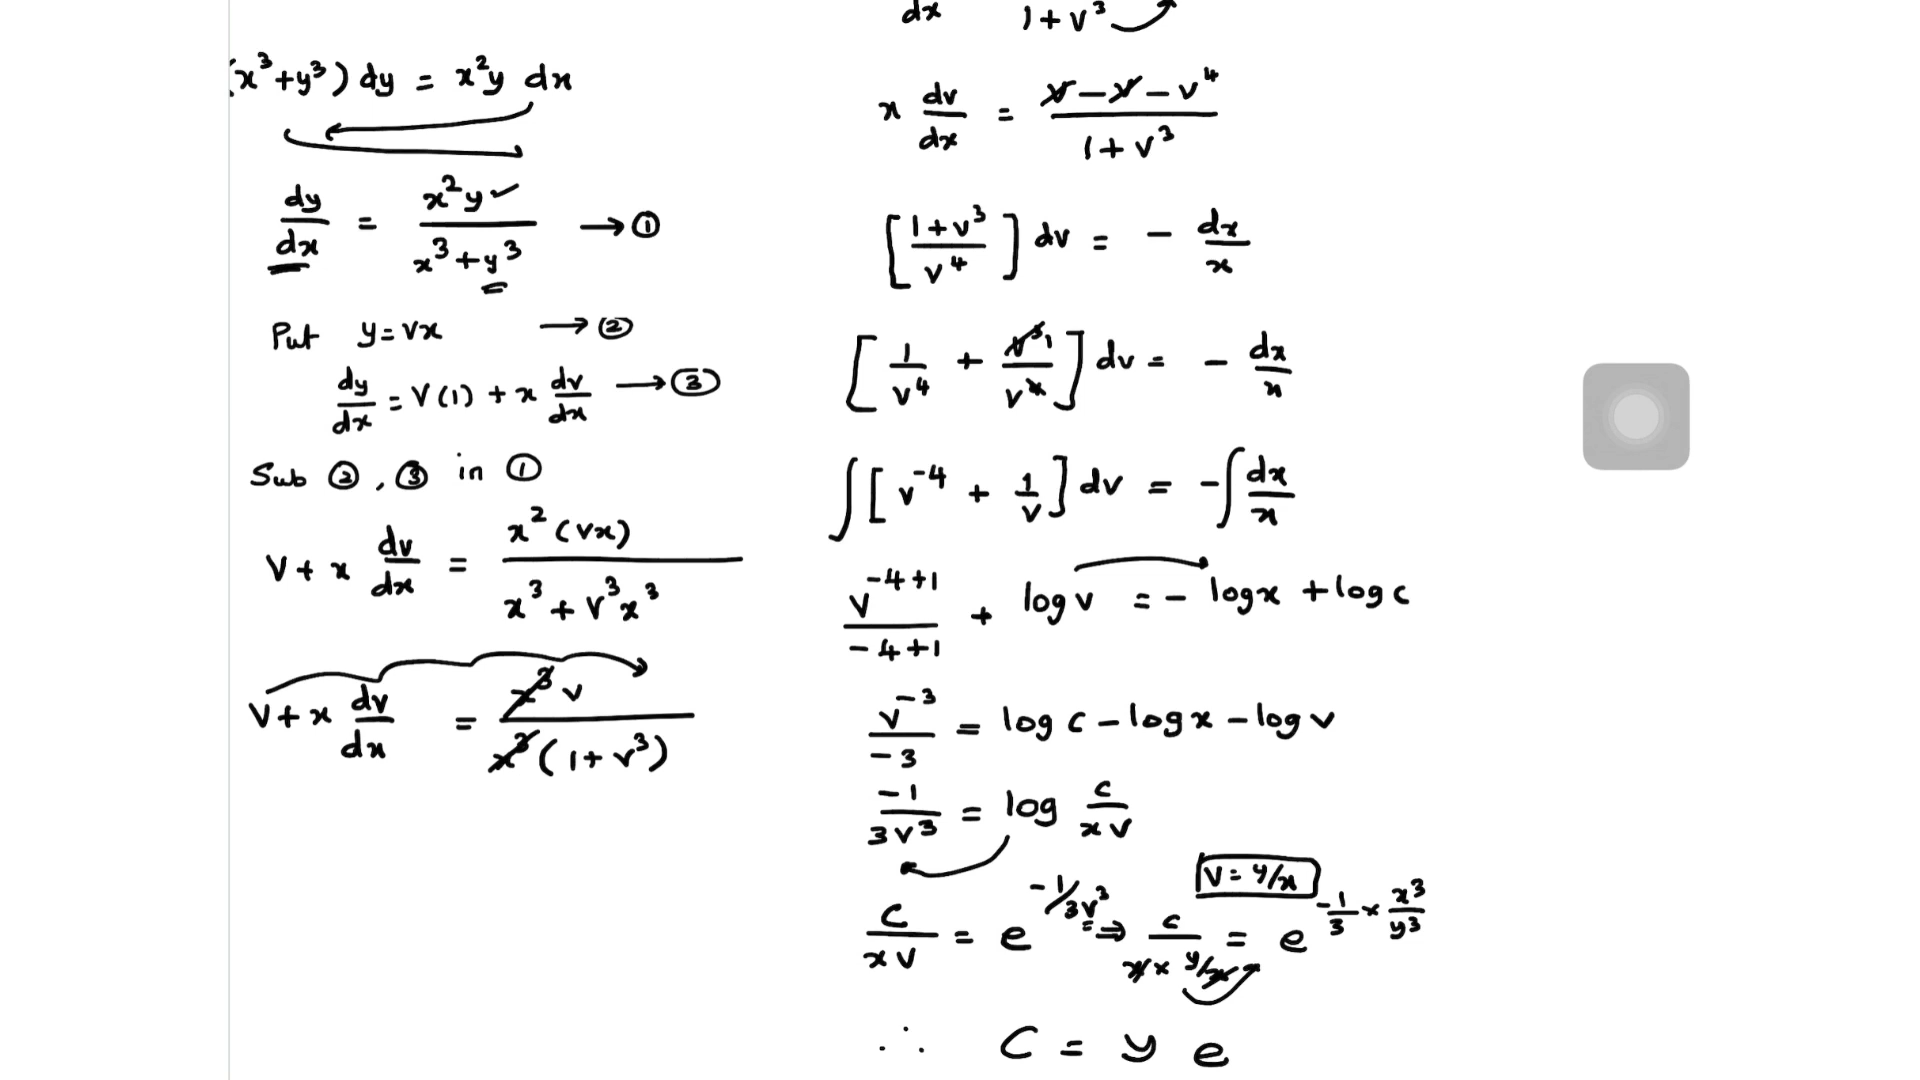 (x³+y³) dy = x²y dx
dy/dx = x²y / x³+y³ → ①
Put y=vx → ②
dy/dx = v(1) + x dv/dx → ③
Sub ②, ③ in ①
v + x dv/dx = x²(vx) / x³ + v³x³
v + x dv/dx = x³v / x³(1+v³)
dx 1+v³
x dv/dx = v-v-v⁴ / 1+v³
[1+v³ / v⁴] dv = - dx/x
[1/v⁴ + v³ 1/v⁴] dv = - dx/x
∫[v⁻⁴ + 1/v] dv = -∫dx/x
v⁻⁴⁺¹ / -4+1 + log v = - log x + log c
v⁻³ / -3 = log c - log x - log v
-1 / 3v³ = log c / xv
v = y/x
c / xv = e^(-1/3v³) ⇒ c / x × y/x = e^(-1/3 × x³/y³)
∴ C = y e